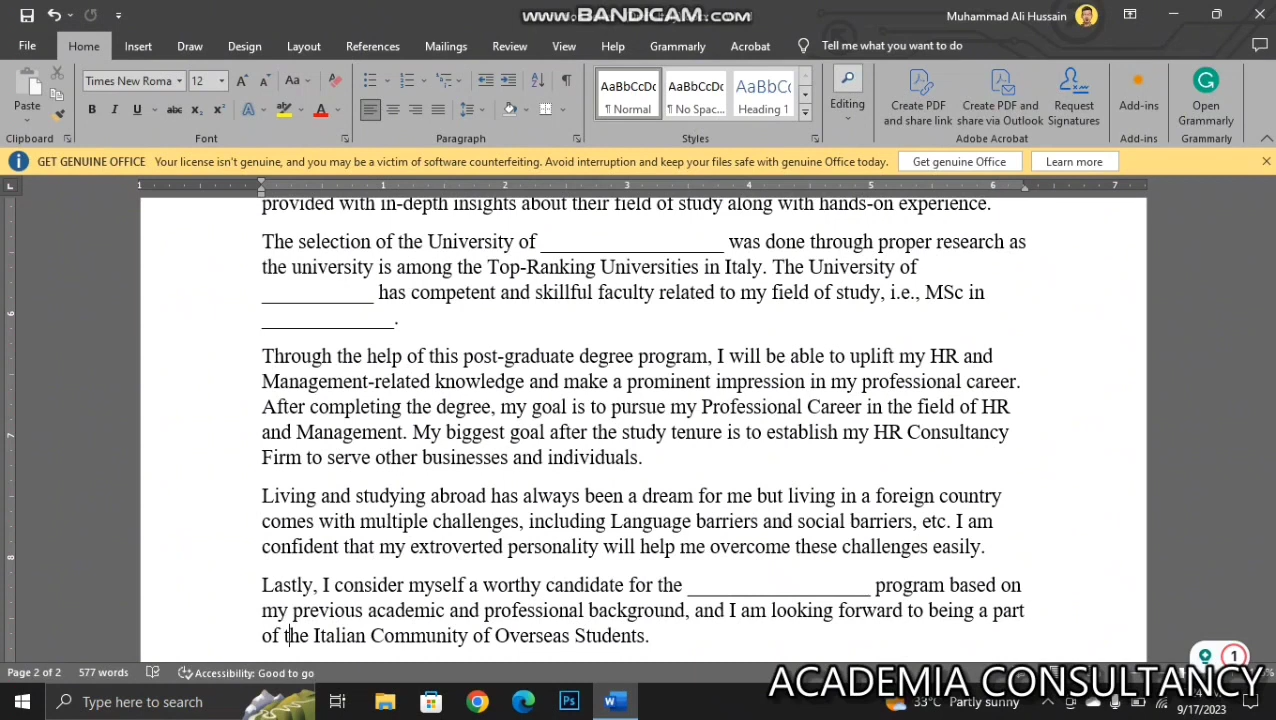 www.BANDICAM.com
Muhammad Ali Hussain
File Home Insert Draw Design Layout References Mailings Review View Help Grammarly Acrobat Tell me what you want to do
Times New Roma 12
Aa
AaBbCcDc AaBbCcDc AaBbCc
Paste
¶ Normal ¶ No Spac... Heading 1
Editing
Create PDF and share link
Create PDF and share via Outlook
Request Signatures
Add-ins
Open Grammarly
Clipboard Font Paragraph Styles Adobe Acrobat Add-ins Grammarly
GET GENUINE OFFICE Your license isn't genuine, and you may be a victim of software counterfeiting. Avoid interruption and keep your files safe with genuine Office today. Get genuine Office Learn more
1 1 2 3 4 5 6 7
provided with in-depth insights about their field of study along with hands-on experience.
The selection of the University of __________________ was done through proper research as
the university is among the Top-Ranking Universities in Italy. The University of
___________ has competent and skillful faculty related to my field of study, i.e., MSc in
_____________.
Through the help of this post-graduate degree program, I will be able to uplift my HR and
Management-related knowledge and make a prominent impression in my professional career.
After completing the degree, my goal is to pursue my Professional Career in the field of HR
and Management. My biggest goal after the study tenure is to establish my HR Consultancy
Firm to serve other businesses and individuals.
Living and studying abroad has always been a dream for me but living in a foreign country
comes with multiple challenges, including Language barriers and social barriers, etc. I am
confident that my extroverted personality will help me overcome these challenges easily.
Lastly, I consider myself a worthy candidate for the __________________ program based on
my previous academic and professional background, and I am looking forward to being a part
of the Italian Community of Overseas Students.
Page 2 of 2 577 words Accessibility: Good to go
1
ACADEMIA CONSULTANCY
Type here to search
33°C Partly sunny
9/17/2023